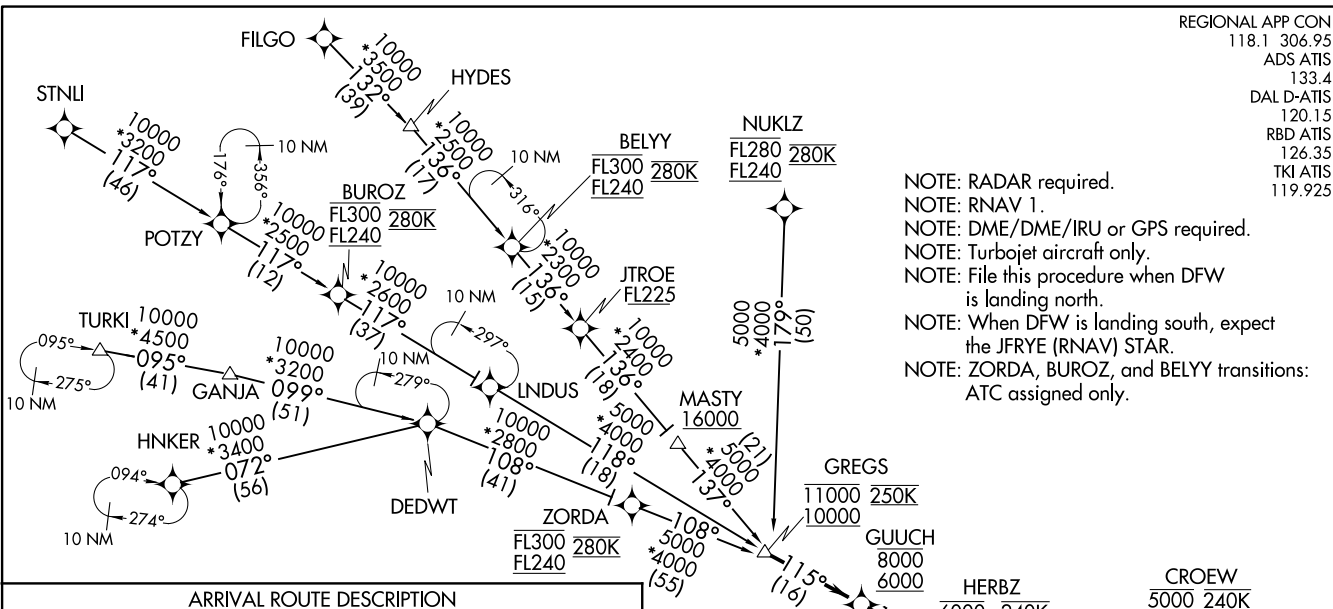 REGIONAL APP CON
118.1 306.95
ADS ATIS
133.4
DAL D-ATIS
120.15
RBD ATIS
126.35
TKI ATIS
119.925
NOTE: RADAR required.
NOTE: RNAV 1.
NOTE: DME/DME/IRU or GPS required.
NOTE: Turbojet aircraft only.
NOTE: File this procedure when DFW
is landing north.
NOTE: When DFW is landing south, expect
the JFRYE (RNAV) STAR.
NOTE: ZORDA, BUROZ, and BELYY transitions:
ATC assigned only.
FILGO
10000
*3500
132°
(39)
HYDES
10000
*2500
136°
(17)
10 NM
316°
BELYY
FL300 280K
FL240
10000
*2300
136°
(15)
JTROE
FL225
10000
*2400
136°
(18)
MASTY
16000
(21)
5000
*4000
137°
NUKLZ
FL280 280K
FL240
5000
*4000
179°
(50)
STNLI
10000
*3200
117°
(46)
176°
356°
10 NM
POTZY
10000
*2500
117°
(12)
BUROZ
FL300 280K
FL240
10000
*2600
117°
(37)
10 NM
297°
LNDUS
5000
*4000
118°
(18)
TURKI
095°
275°
10 NM
10000
*4500
095°
(41)
GANJA
10000
*3200
099°
(51)
10 NM
279°
HNKER
094°
274°
10 NM
10000
*3400
072°
(56)
DEDWT
10000
*2800
108°
(41)
ZORDA
FL300 280K
FL240
108°
5000
*4000
(55)
GREGS
11000 250K
10000
115°
(16)
GUUCH
8000
6000
HERBZ
6000 240K
CROEW
5000 240K
ARRIVAL ROUTE DESCRIPTION